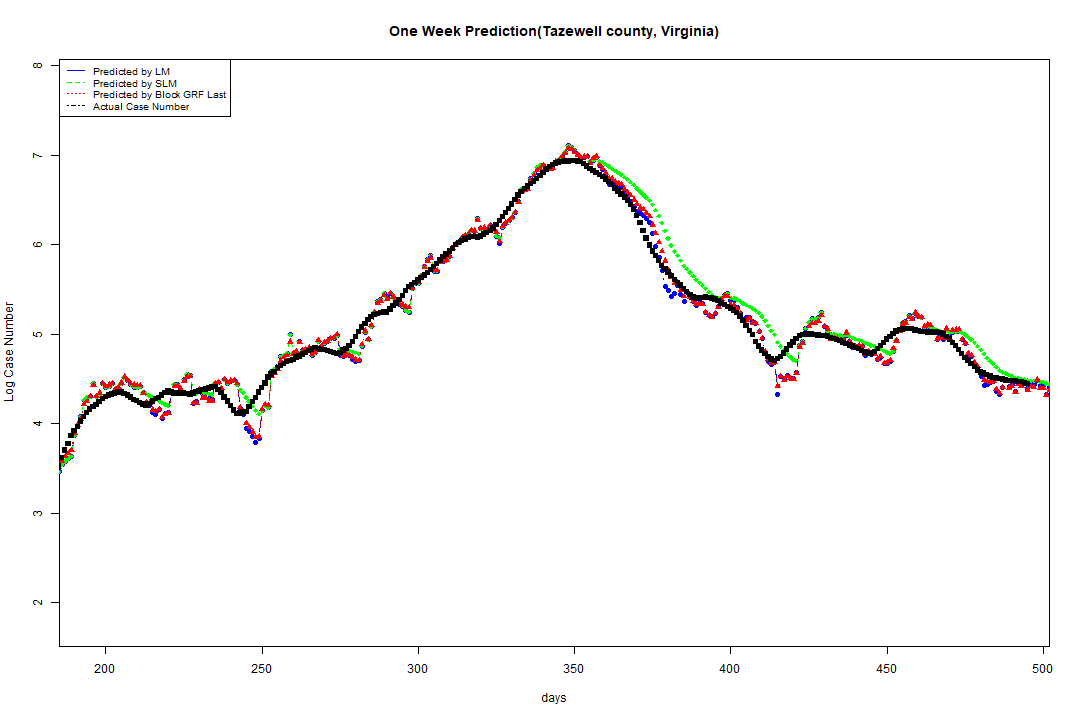 One Week Prediction(Tazewell county, Virginia)
Predicted by LM
Predicted by SLM
Predicted by Block GRF Last
Actual Case Number
8
7
6
5
4
3
2
Log Case Number
200 250 300 350 400 450 500
days